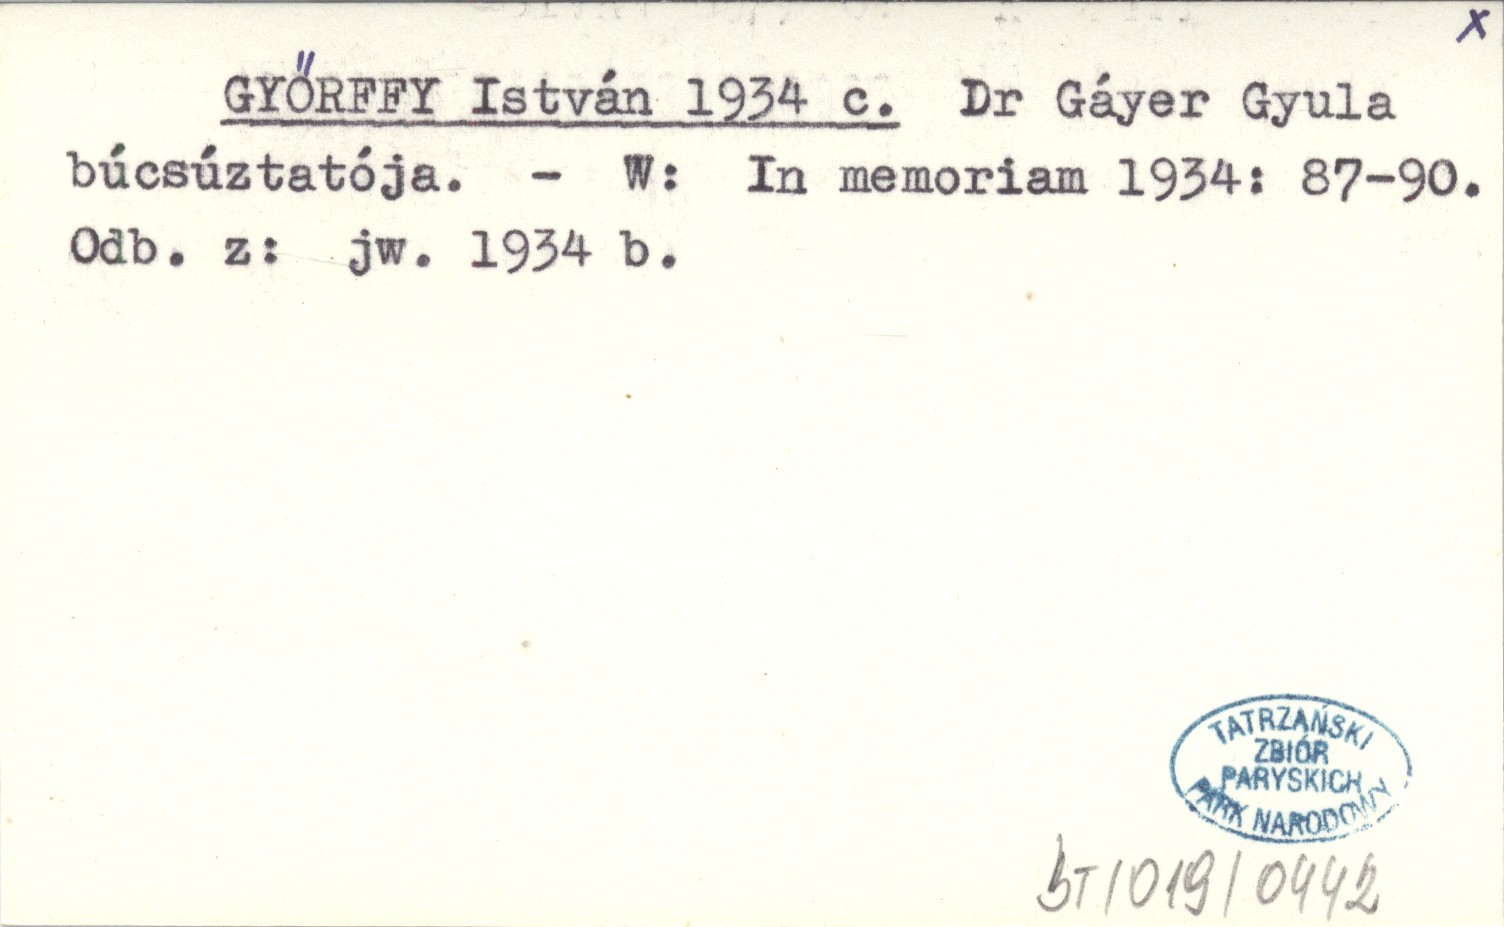 x
GYŐRFFY István 1934 c. Dr Gáyer Gyula
búcsúztatója. - W: In memoriam 1934: 87-90.
Odb. z: jw. 1934 b.
TATRZAŃSKI
ZBIÓR
PARYSKICH
PARK NARODOWY
bT/019/0442